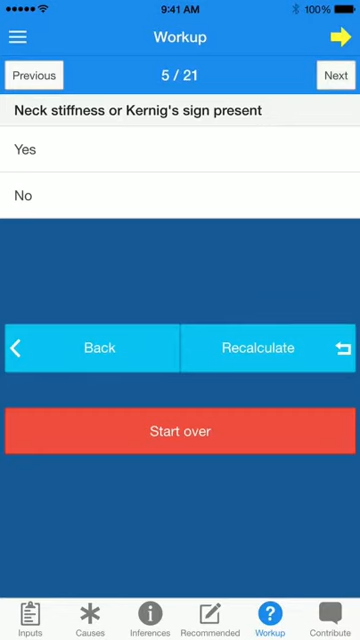 9:41 AM
100%
Workup
Previous
5 / 21
Next
Neck stiffness or Kernig's sign present
Yes
No
Back
Recalculate
Start over
Inputs
Causes
Inferences
Recommended
Workup
Contribute